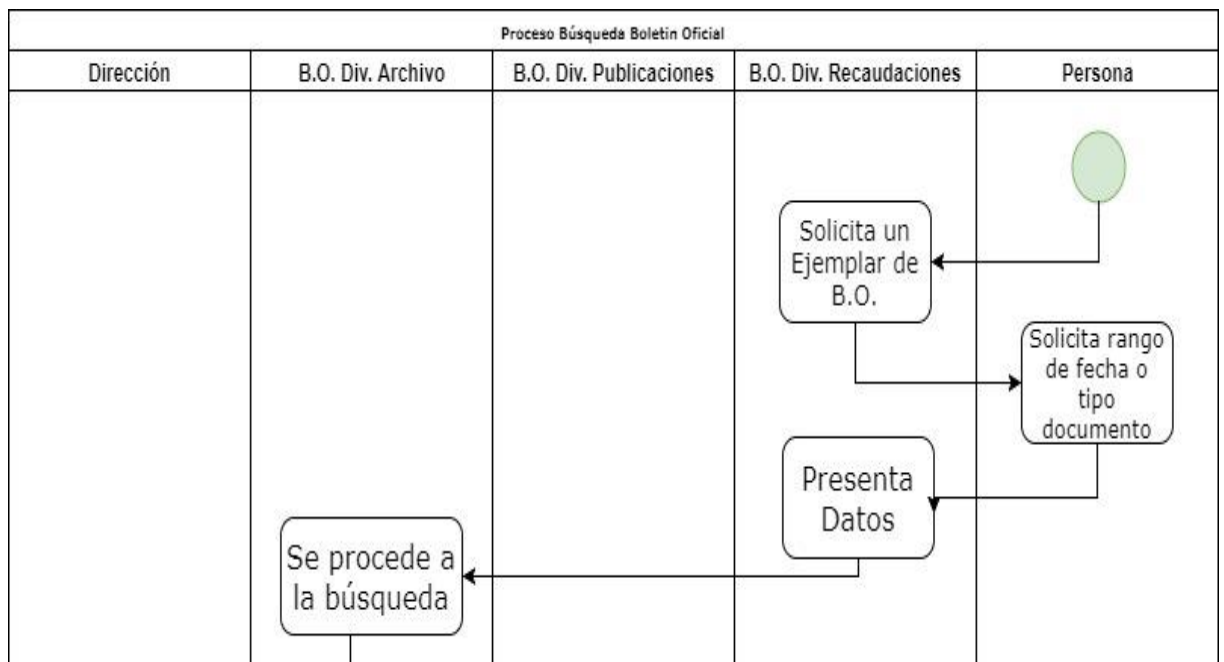 Proceso Búsqueda Boletin Oficial
Dirección
B.O. Div. Archivo
B.O. Div. Publicaciones
B.O. Div. Recaudaciones
Persona
Solicita un
Ejemplar de
B.O.
Solicita rango
de fecha o
tipo
documento
Presenta
Datos
Se procede a
la búsqueda